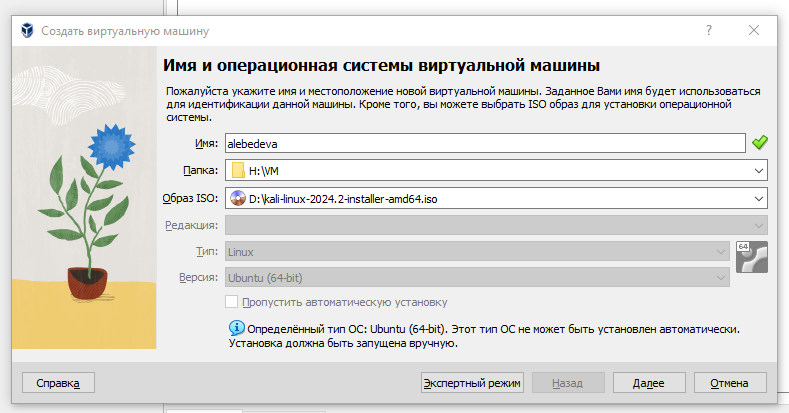 Создать виртуальную машину
?
Имя и операционная системы виртуальной машины
Пожалуйста укажите имя и местоположение новой виртуальной машины. Заданное Вами имя будет использоваться
для идентификации данной машины. Кроме того, вы можете выбрать ISO образ для установки операционной
системы.
Имя: alebedeva
Папка: H:\VM
Образ ISO: D:\kali-linux-2024.2-installer-amd64.iso
Редакция:
Тип: Linux 64
Версия: Ubuntu (64-bit)
Пропустить автоматическую установку
Определённый тип ОС: Ubuntu (64-bit). Этот тип ОС не может быть установлен автоматически.
Установка должна быть запущена вручную.
Справка Экспертный режим Назад Далее Отмена